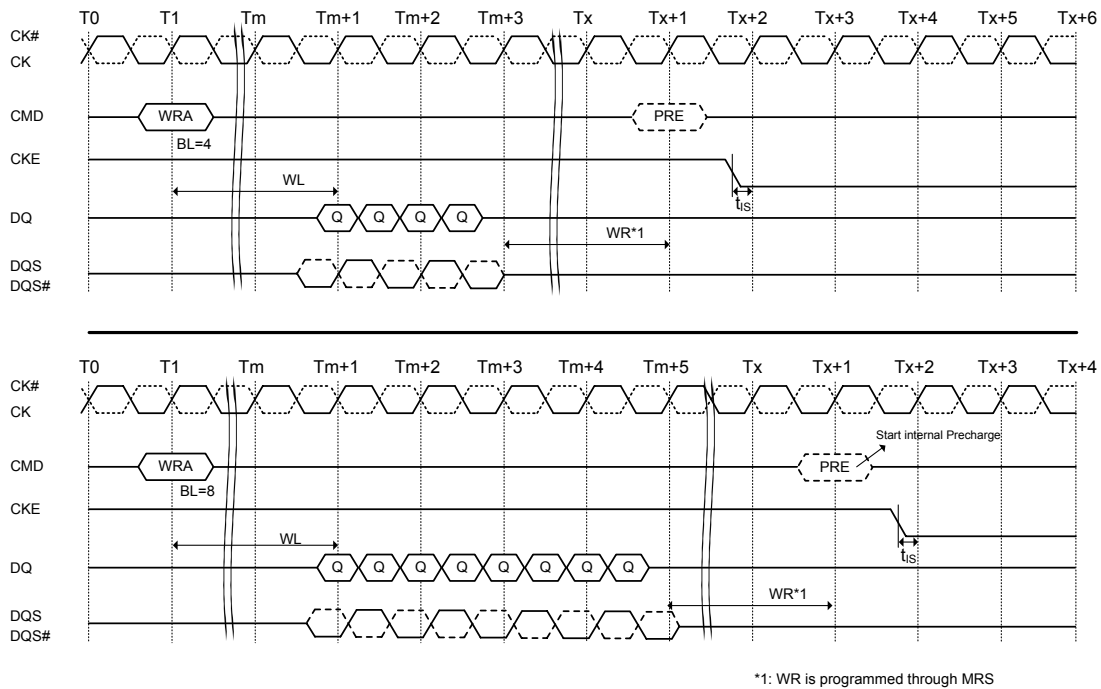 T0 T1 Tm Tm+1 Tm+2 Tm+3 Tx Tx+1 Tx+2 Tx+3 Tx+4 Tx+5 Tx+6
CK#
CK
CMD WRA PRE
BL=4
CKE
WL
tIS
DQ Q Q Q Q
WR*1
DQS
DQS#
T0 T1 Tm Tm+1 Tm+2 Tm+3 Tm+4 Tm+5 Tx Tx+1 Tx+2 Tx+3 Tx+4
CK#
CK
Start internal Precharge
CMD WRA PRE
BL=8
CKE
WL
tIS
DQ Q Q Q Q Q Q Q Q
WR*1
DQS
DQS#
*1: WR is programmed through MRS